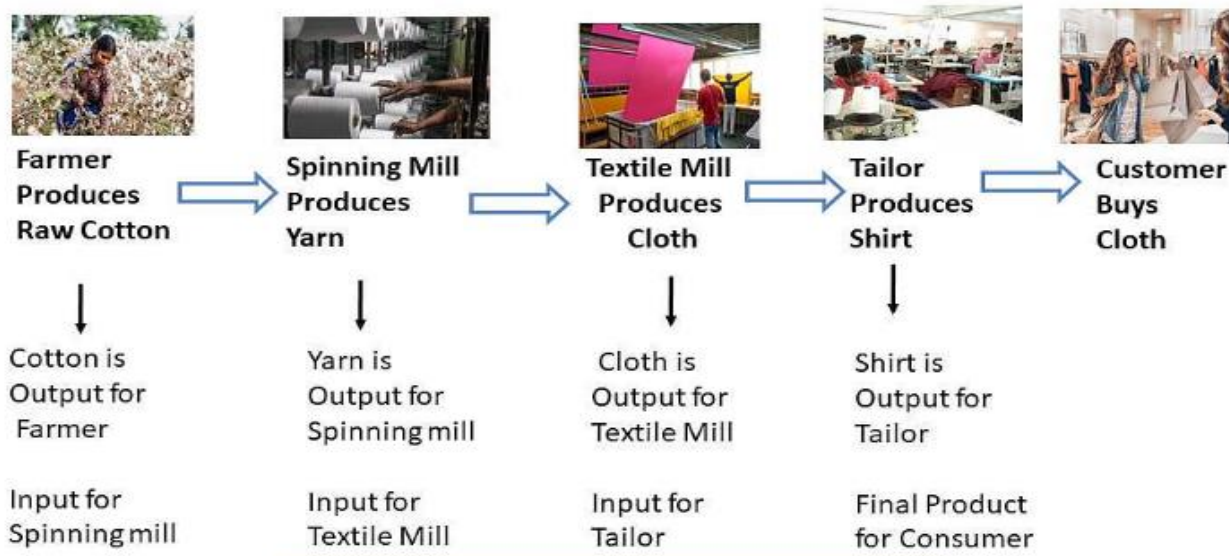 Farmer
Produces
Raw Cotton
Spinning Mill
Produces
Yarn
Textile Mill
Produces
Cloth
Tailor
Produces
Shirt
Customer
Buys
Cloth
Cotton is
Output for
Farmer
Input for
Spinning mill
Yarn is
Output for
Spinning mill
Input for
Textile Mill
Cloth is
Output for
Textile Mill
Input for
Tailor
Shirt is
Output for
Tailor
Final Product
for Consumer